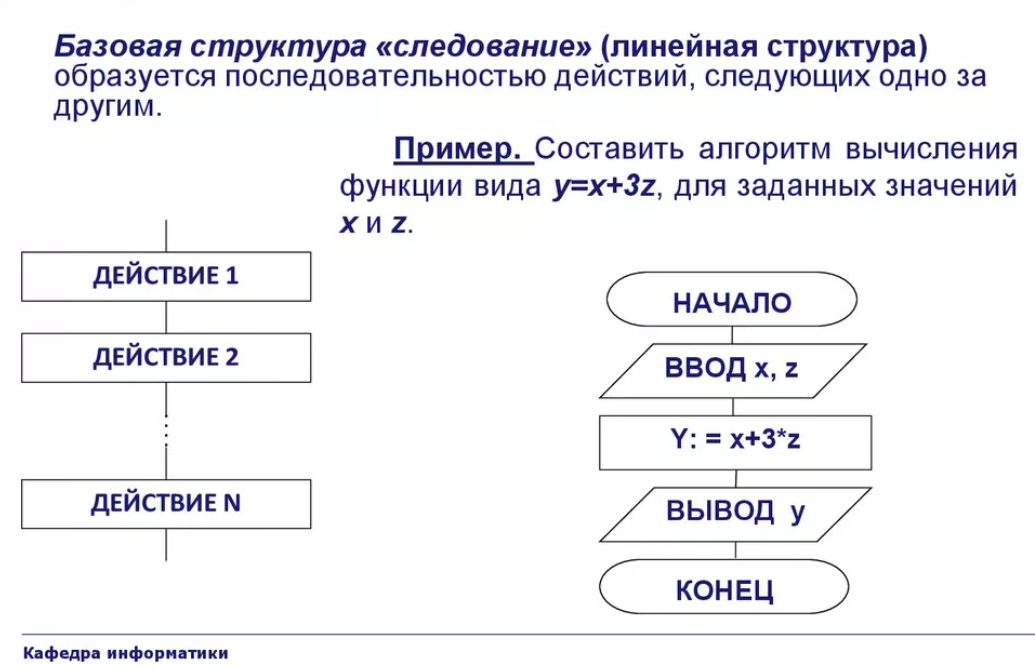 Базовая структура «следование» (линейная структура)
образуется последовательностью действий, следующих одно за
другим.
Пример. Составить алгоритм вычисления
функции вида y=x+3z, для заданных значений
x и z.
ДЕЙСТВИЕ 1
ДЕЙСТВИЕ 2
ДЕЙСТВИЕ N
НАЧАЛО
ВВОД x, z
Y: = x+3*z
ВЫВОД y
КОНЕЦ
Кафедра информатики